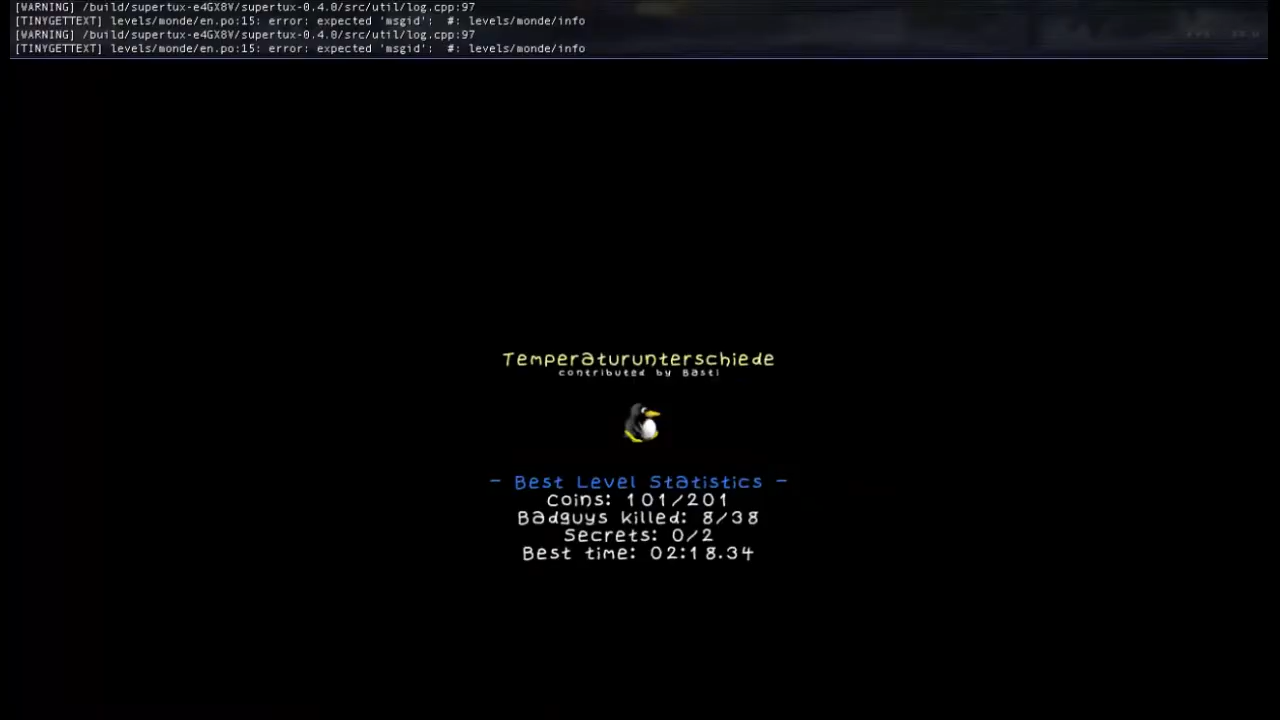 [WARNING] /build/supertux-e4GX8V/supertux-0.4.0/src/util/log.cpp:97
[TINYGETTEXT] levels/monde/en.po:15: error: expected 'msgid':  #: levels/monde/info
[WARNING] /build/supertux-e4GX8V/supertux-0.4.0/src/util/log.cpp:97
[TINYGETTEXT] levels/monde/en.po:15: error: expected 'msgid':  #: levels/monde/info
Temperaturunterschiede
contributed by Basti
- Best Level Statistics -
Coins: 101/201
Badguys killed: 8/38
Secrets: 0/2
Best time: 02:18.34